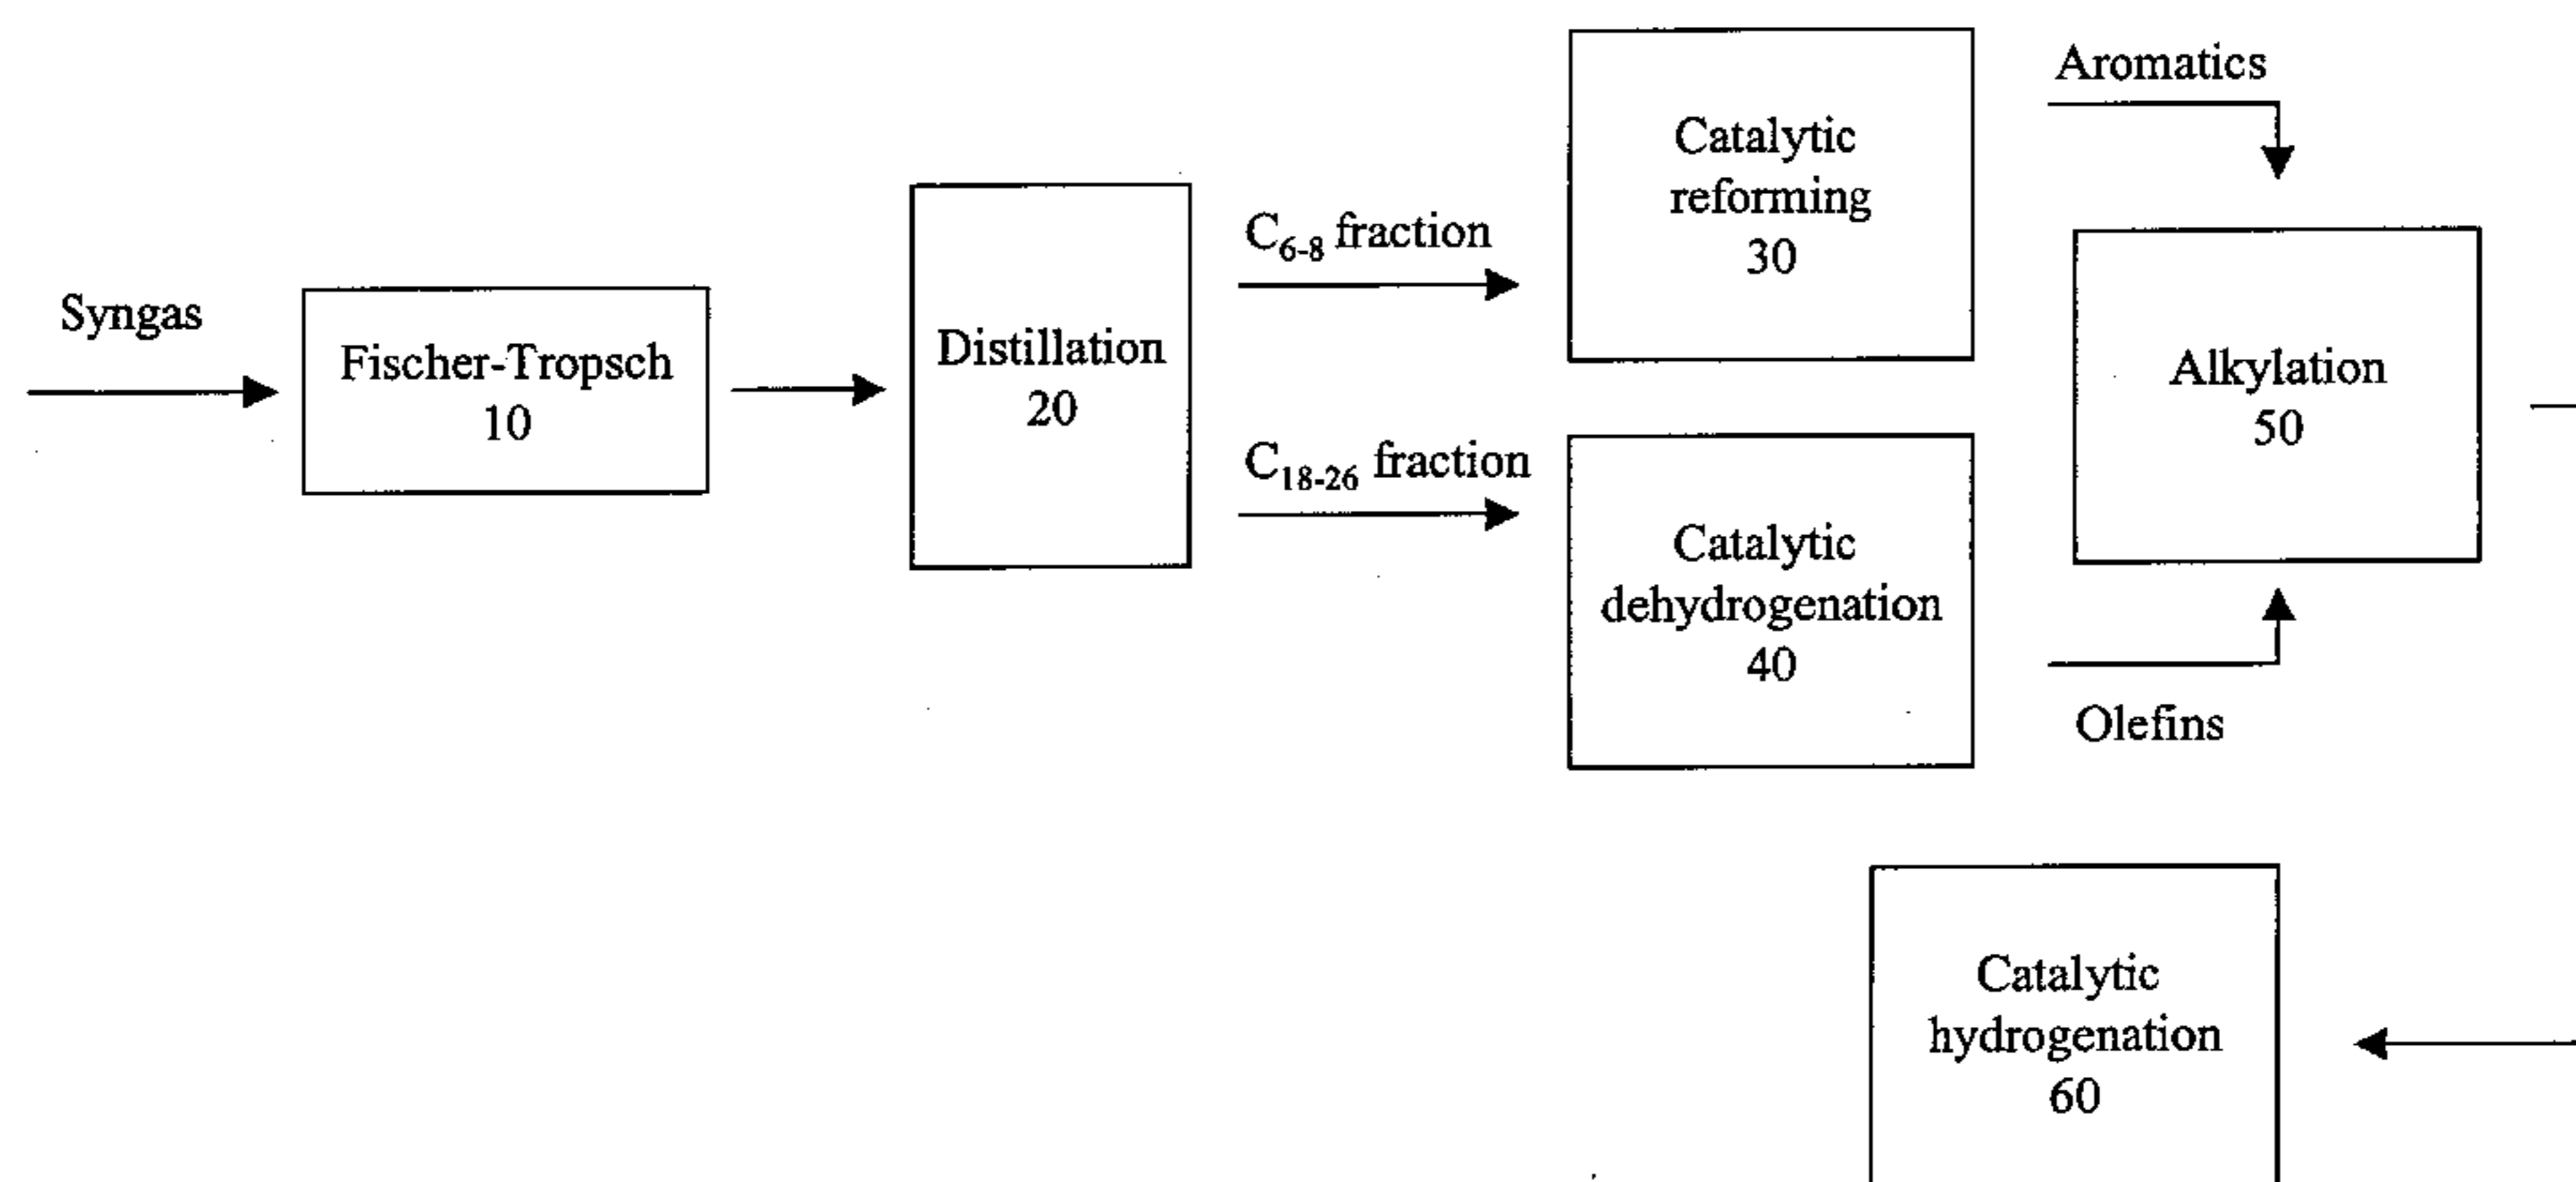 Syngas
Fischer-Tropsch
10
Distillation
20
C6-8 fraction
C18-26 fraction
Catalytic
reforming
30
Catalytic
dehydrogenation
40
Aromatics
Olefins
Alkylation
50
Catalytic
hydrogenation
60